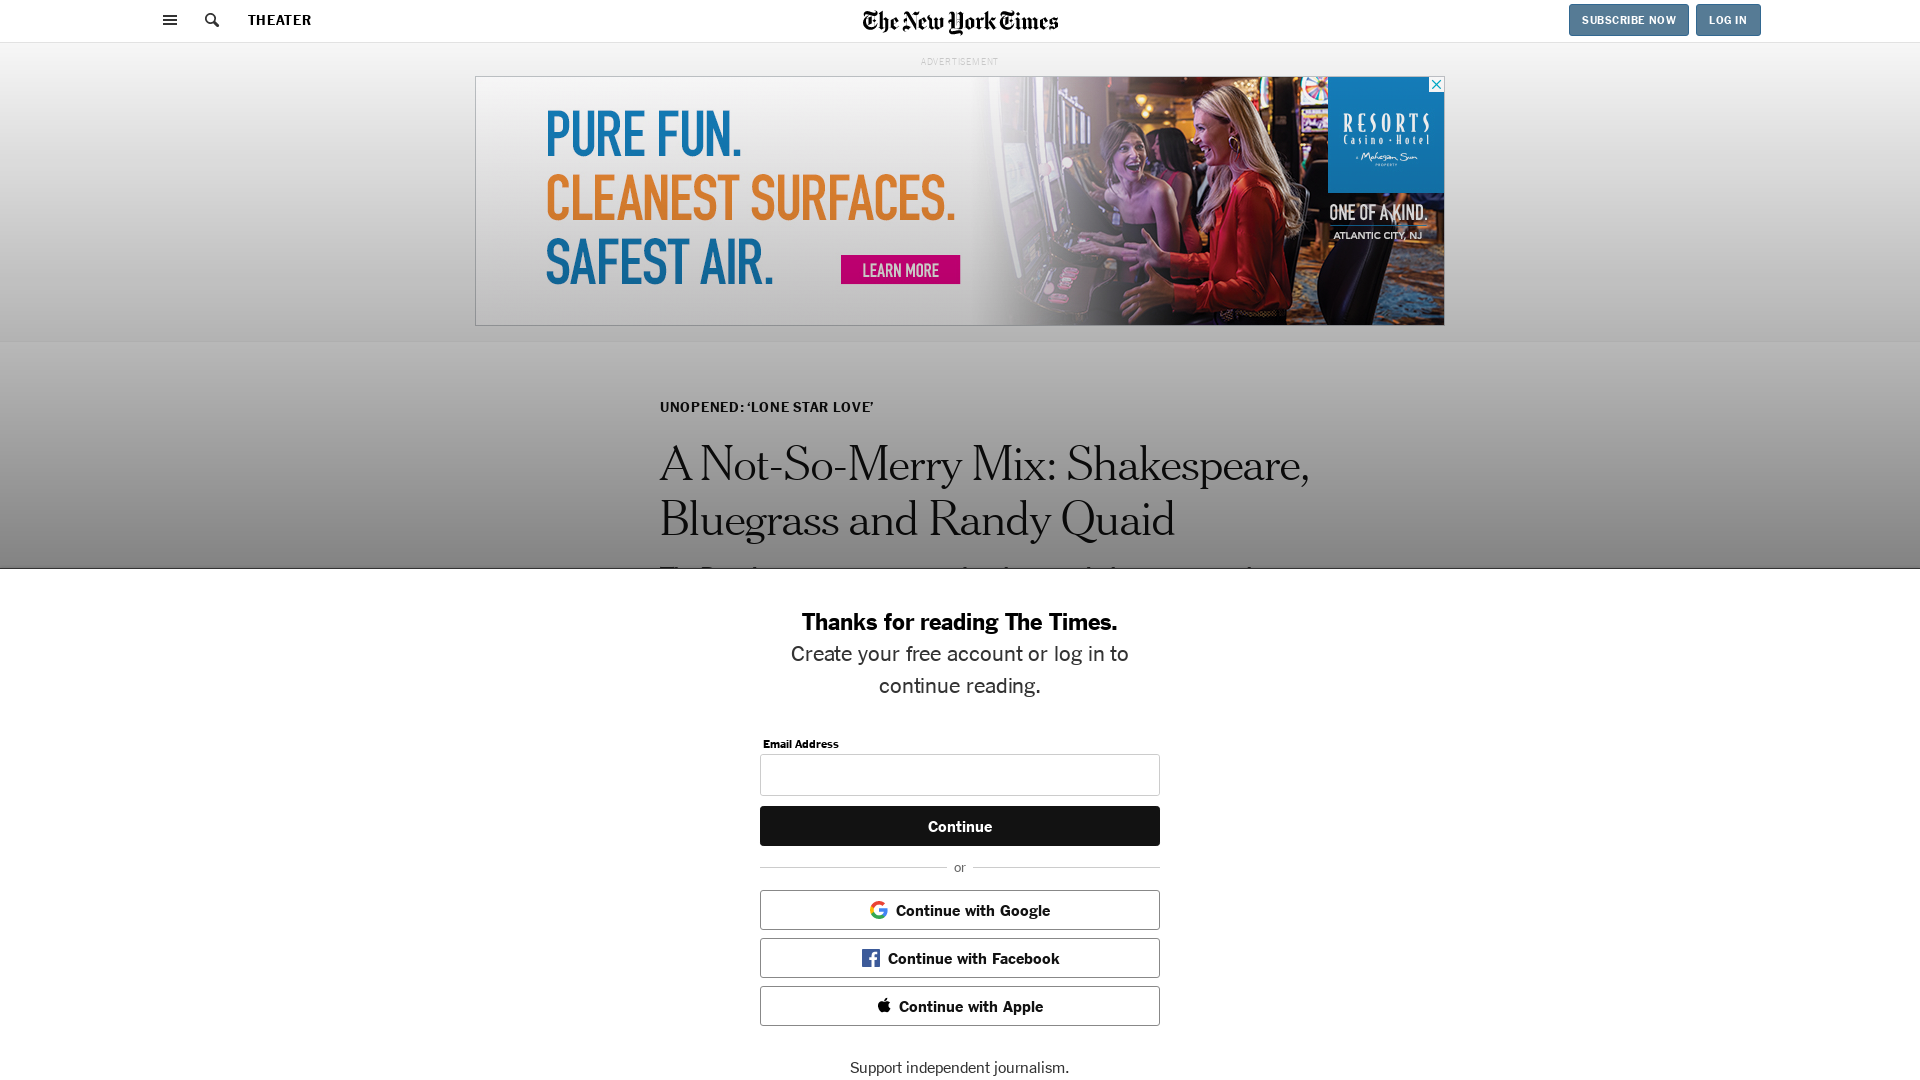 THEATER
The New York Times
SUBSCRIBE NOW
LOG IN
ADVERTISEMENT
PURE FUN.
CLEANEST SURFACES.
SAFEST AIR.
LEARN MORE
RESORTS
Casino • Hotel
a Mohegan Sun
PROPERTY
ONE OF A KIND.
ATLANTIC CITY, NJ
UNOPENED: ‘LONE STAR LOVE’
A Not-So-Merry Mix: Shakespeare,
Bluegrass and Randy Quaid
Thanks for reading The Times.
Create your free account or log in to
continue reading.
Email Address
Continue
or
Continue with Google
Continue with Facebook
Continue with Apple
Support independent journalism.